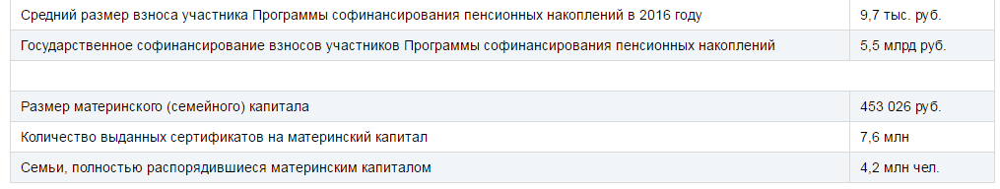 Средний размер взноса участника Программы софинансирования пенсионных накоплений в 2016 году 9,7 тыс. руб.
Государственное софинансирование взносов участников Программы софинансирования пенсионных накоплений 5,5 млрд руб.
Размер материнского (семейного) капитала 453 026 руб.
Количество выданных сертификатов на материнский капитал 7,6 млн
Семьи, полностью распорядившиеся материнским капиталом 4,2 млн чел.